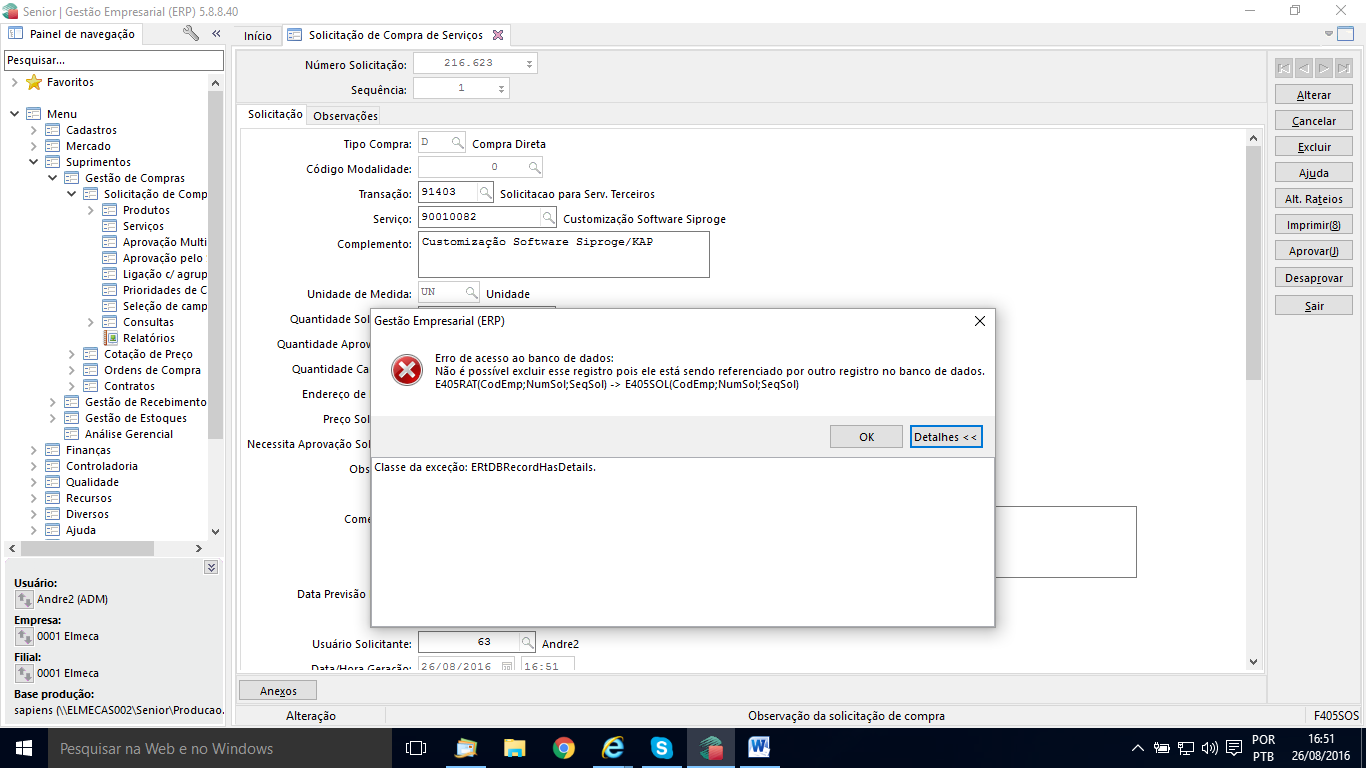 Senior | Gestão Empresarial (ERP) 5.8.8.40
Painel de navegação
Pesquisar...
Favoritos
Menu
Cadastros
Mercado
Suprimentos
Gestão de Compras
Solicitação de Comp
Produtos
Serviços
Aprovação Multi
Aprovação pelo
Ligação c/ agrup
Prioridades de C
Seleção de camp
Consultas
Relatórios
Cotação de Preço
Ordens de Compra
Contratos
Gestão de Recebimento
Gestão de Estoques
Análise Gerencial
Finanças
Controladoria
Qualidade
Recursos
Diversos
Ajuda
Usuário:
Andre2 (ADM)
Empresa:
0001 Elmeca
Filial:
0001 Elmeca
Base produção:
sapiens (\\ELMECAS002\Senior\Producao.
Início Solicitação de Compra de Serviços
Número Solicitação: 216.623
Sequência: 1
Solicitação Observações
Tipo Compra: D Compra Direta
Código Modalidade: 0
Transação: 91403 Solicitacao para Serv. Terceiros
Serviço: 90010082 Customização Software Siproge
Complemento: Customização Software Siproge/KAP
Unidade de Medida: UN Unidade
Quantidade Sol
Quantidade Aprov
Quantidade Ca
Endereço de
Preço Sol
Necessita Aprovação Sol
Obs
Come
Data Previsão
Usuário Solicitante: 63 Andre2
Data/Hora Geração: 26/08/2016 16:51
Anexos
Alteração Observação da solicitação de compra F405SOS
Gestão Empresarial (ERP)
Erro de acesso ao banco de dados:
Não é possível excluir esse registro pois ele está sendo referenciado por outro registro no banco de dados.
E405RAT(CodEmp;NumSol;SeqSol) -> E405SOL(CodEmp;NumSol;SeqSol)
OK Detalhes <<
Classe da exceção: ERtDBRecordHasDetails.
Alterar
Cancelar
Excluir
Ajuda
Alt. Rateios
Imprimir(8)
Aprovar(J)
Desaprovar
Sair
Pesquisar na Web e no Windows
POR
PTB
16:51
26/08/2016